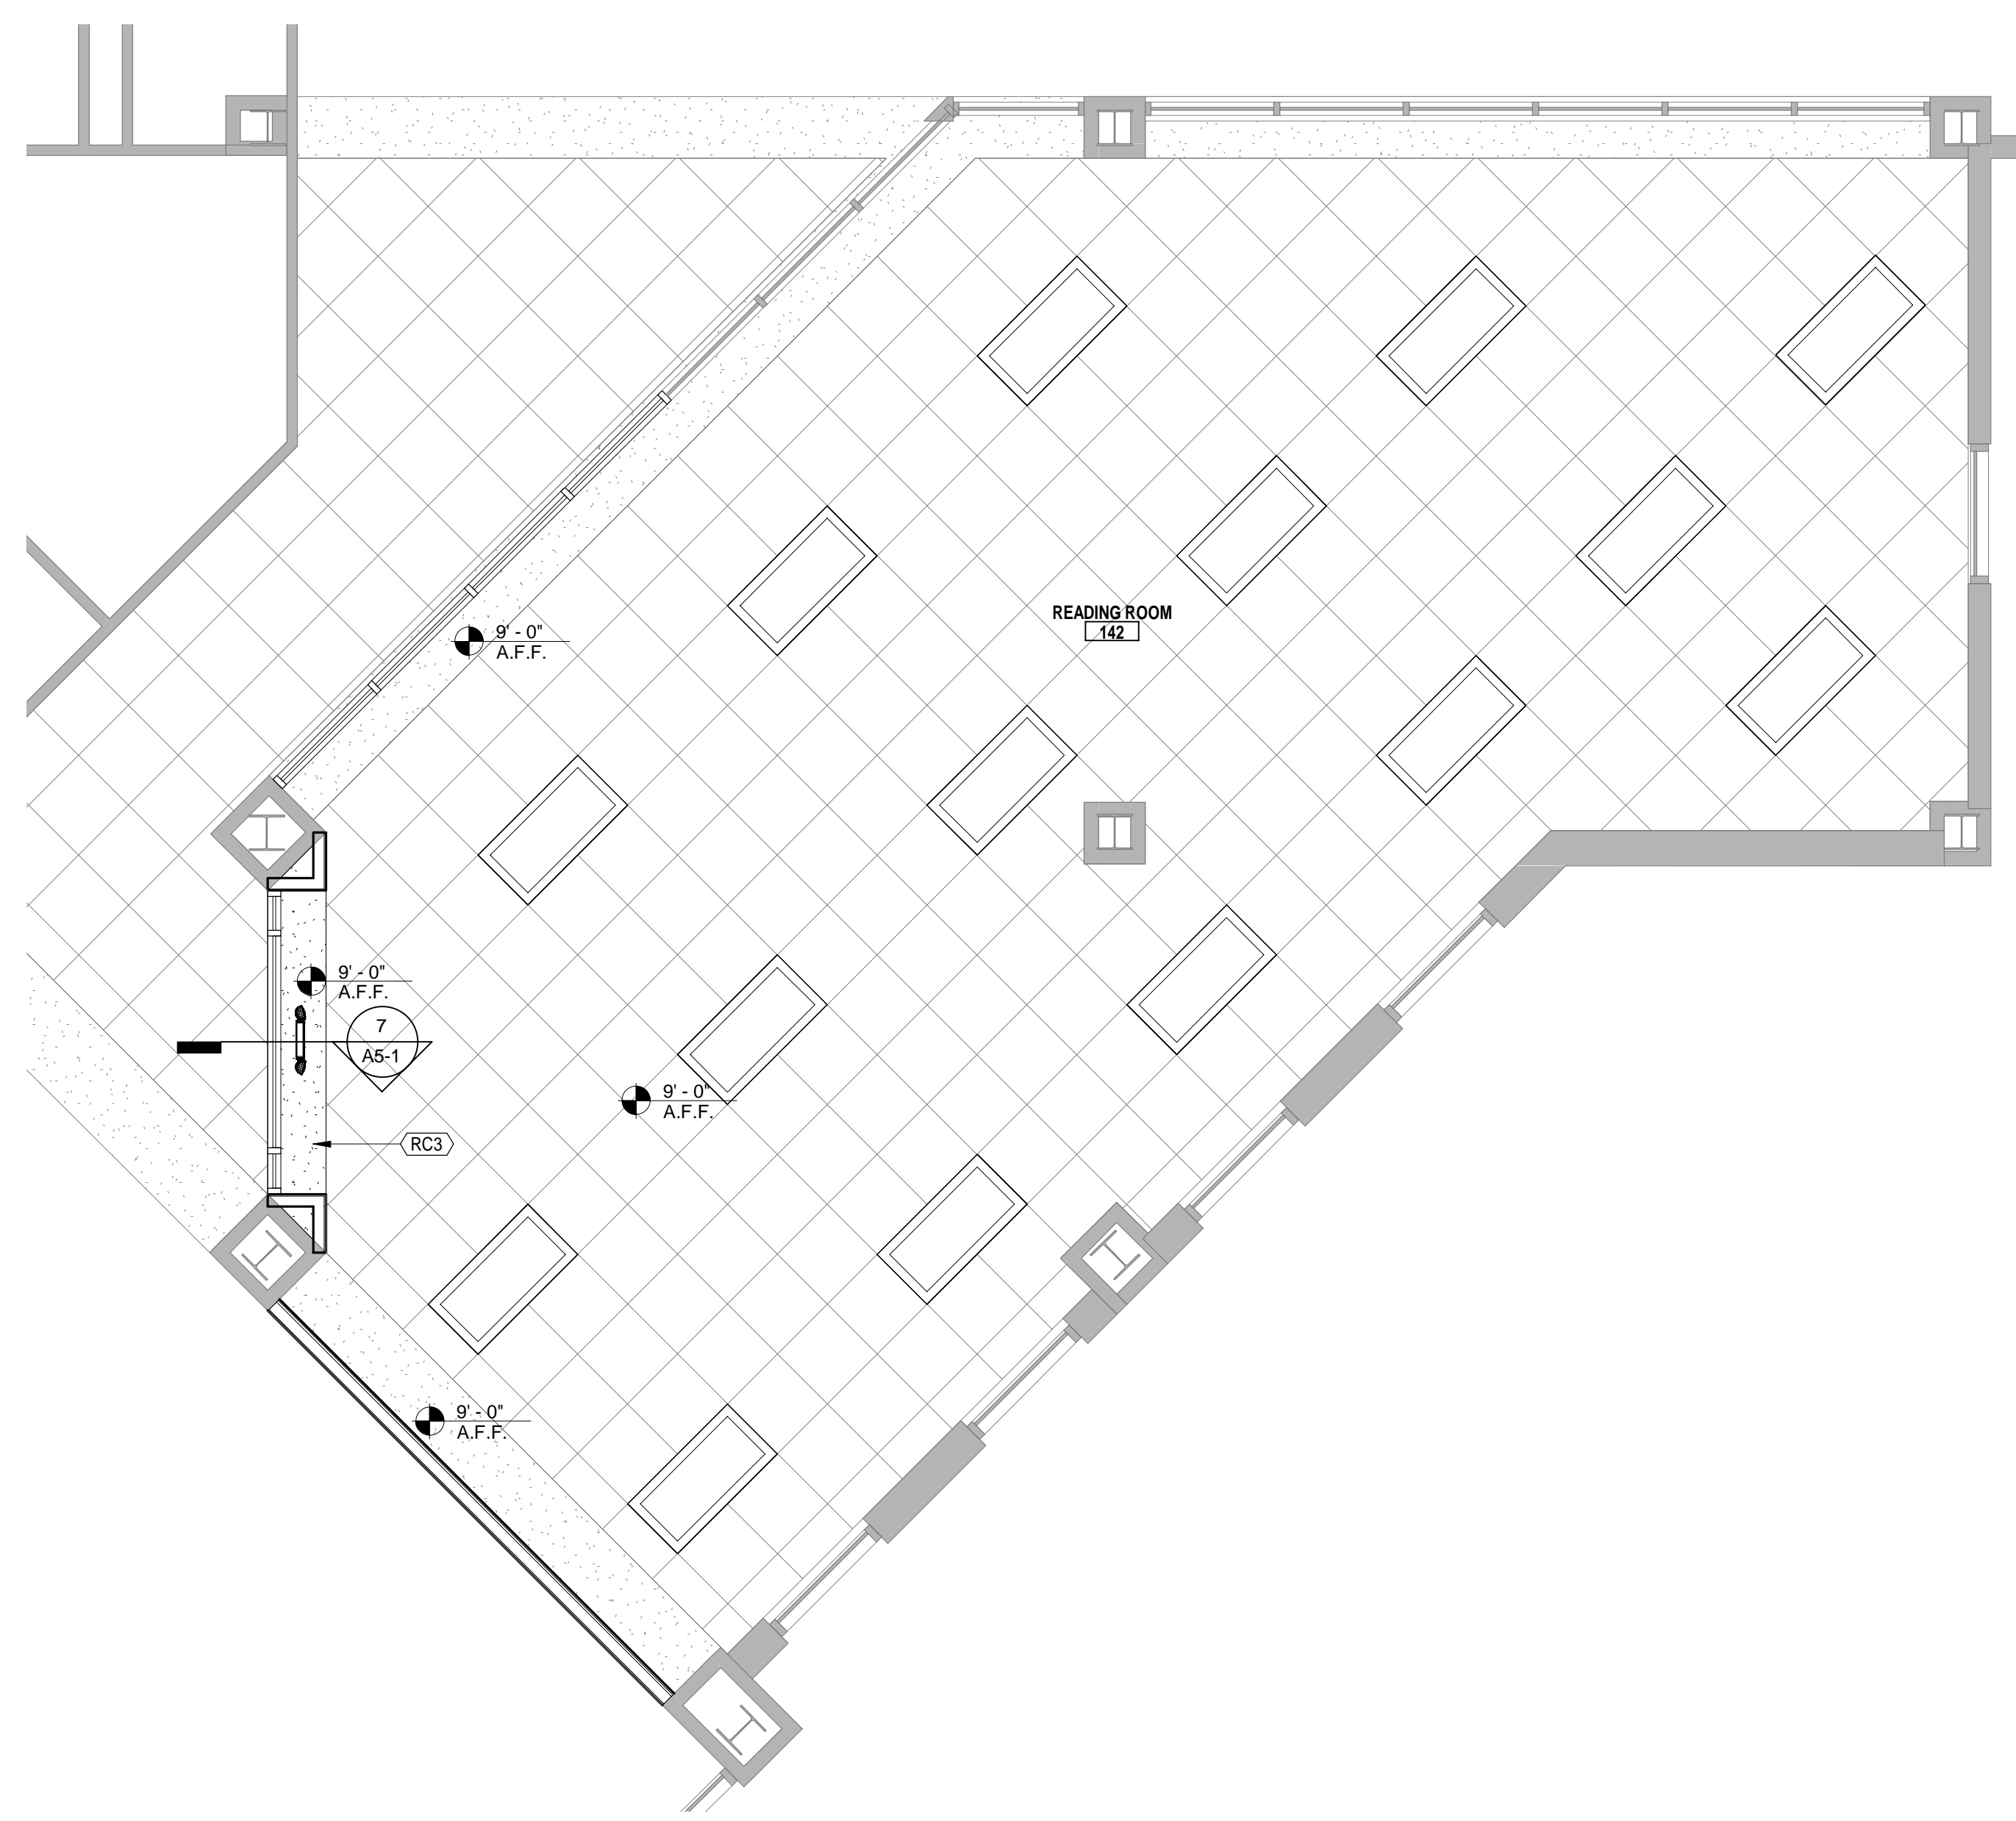 READING ROOM
142
9' - 0"
A.F.F.
9' - 0"
A.F.F.
7
A5-1
9' - 0"
A.F.F.
RC3
9' - 0"
A.F.F.